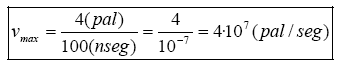 v_max = 4(pal)/100(nseg) = 4/10^-7 = 4·10^7 (pal / seg)